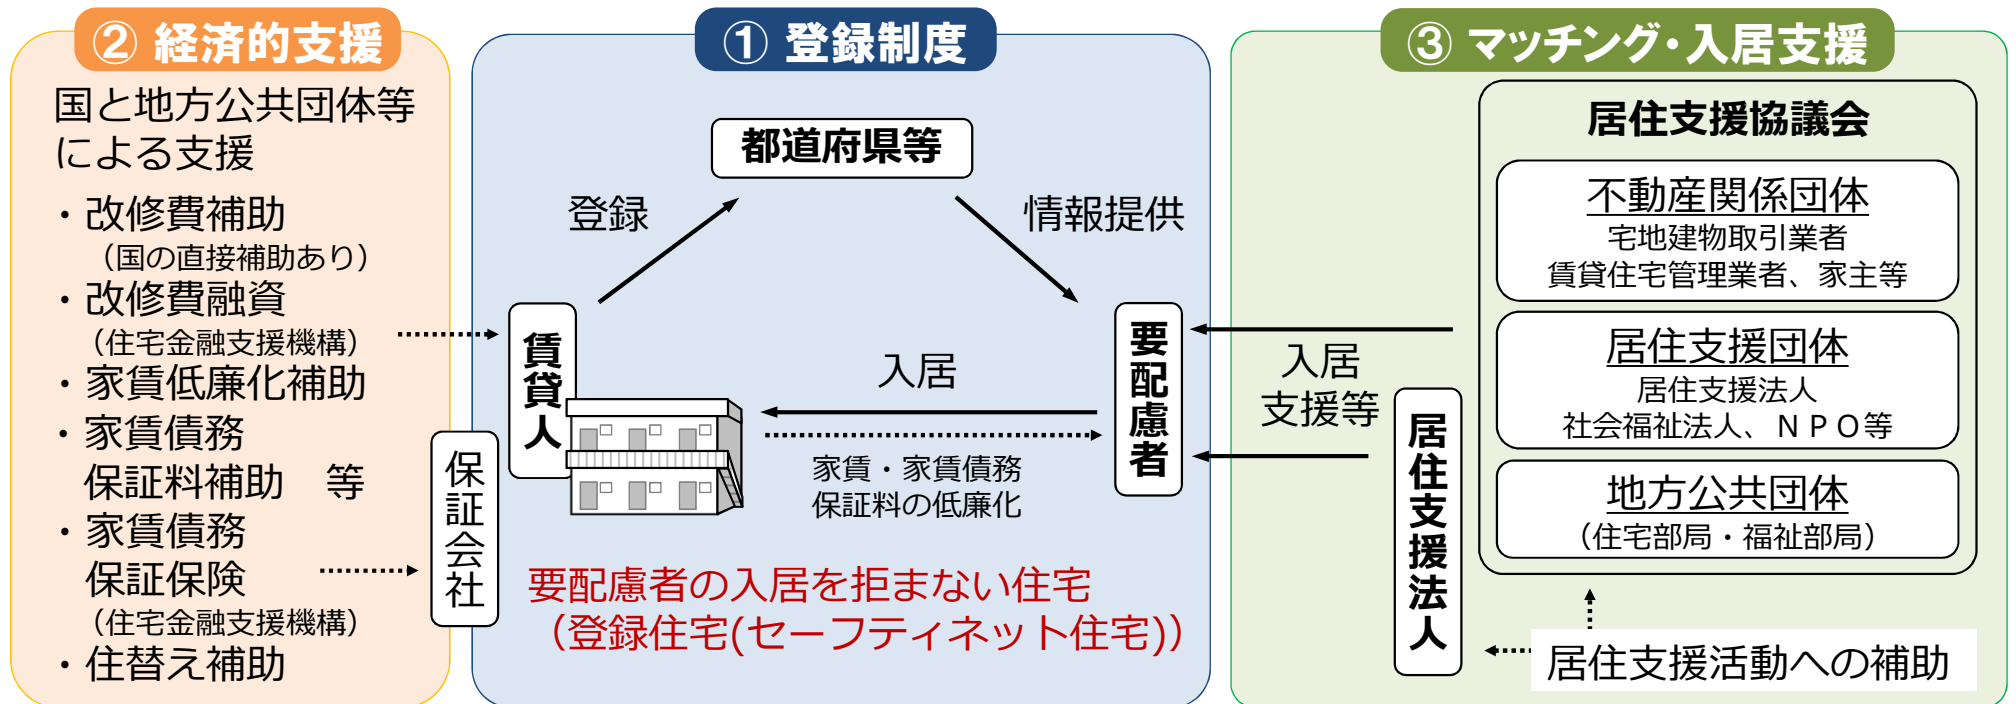 ② 経済的支援
国と地方公共団体等
による支援
・改修費補助
（国の直接補助あり）
・改修費融資
（住宅金融支援機構）
・家賃低廉化補助
・家賃債務
保証料補助　等
・家賃債務
保証保険
（住宅金融支援機構）
・住替え補助
保証会社
① 登録制度
都道府県等
登録
情報提供
賃貸人
要配慮者
入居
家賃・家賃債務
保証料の低廉化
要配慮者の入居を拒まない住宅
（登録住宅(セーフティネット住宅)）
③ マッチング・入居支援
入居
支援等
居住支援法人
居住支援協議会
不動産関係団体
宅地建物取引業者
賃貸住宅管理業者、家主等
居住支援団体
居住支援法人
社会福祉法人、ＮＰＯ等
地方公共団体
（住宅部局・福祉部局）
居住支援活動への補助